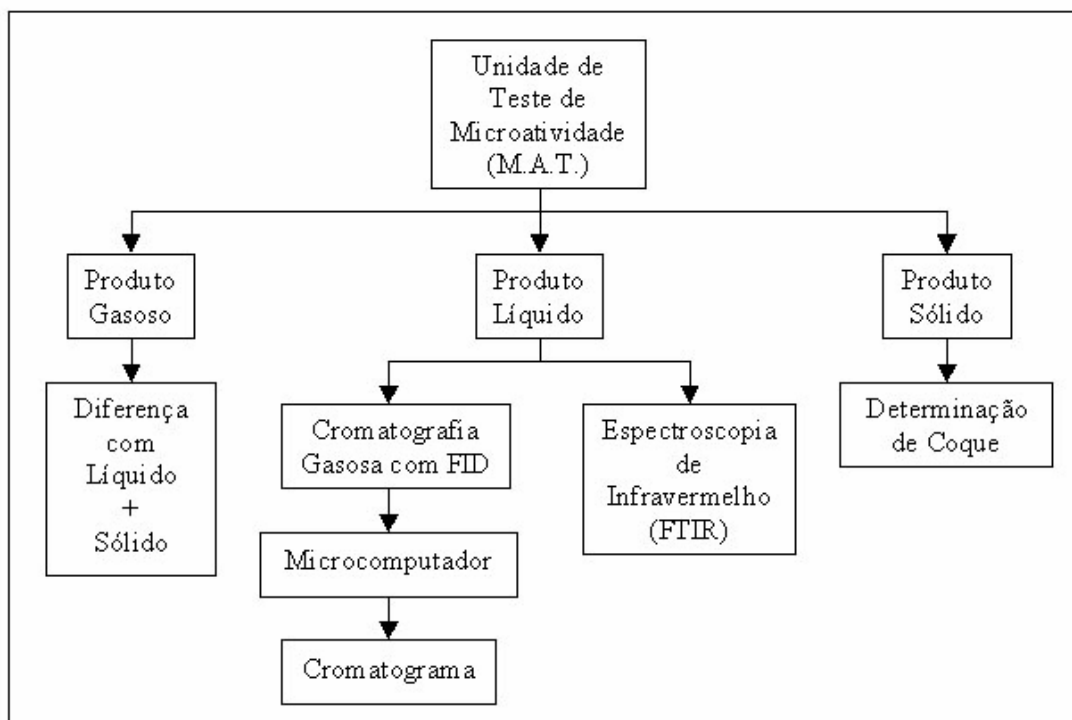 Unidade de
Teste de
Microatividade
(M.A.T.)
Produto
Gasoso
Produto
Líquido
Produto
Sólido
Diferença
com
Líquido
+
Sólido
Cromatografia
Gasosa com FID
Espectroscopia
de
Infravermelho
(FTIR)
Determinação
de Coque
Microcomputador
Cromatograma